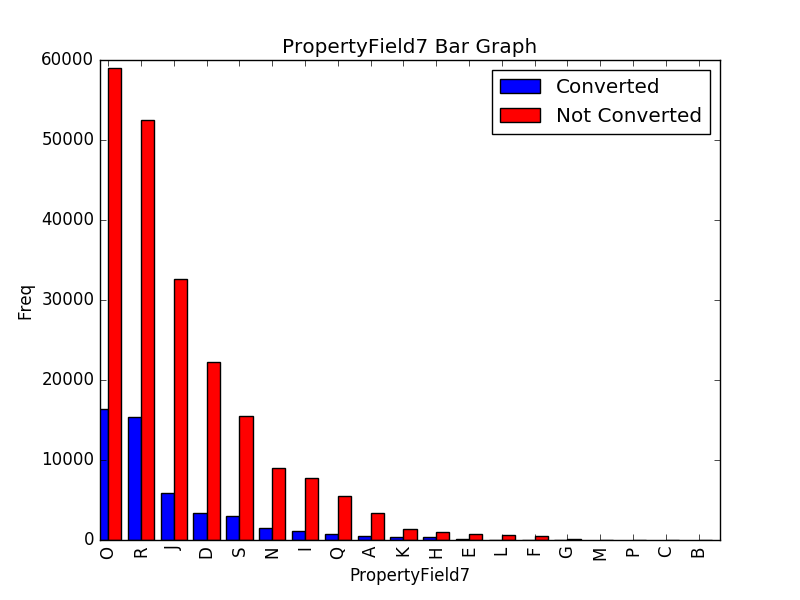 PropertyField7 Bar Graph
Converted
Not Converted
60000
50000
40000
30000
20000
10000
0
Freq
O R J D S N I Q A K H E L F G M P C B
PropertyField7